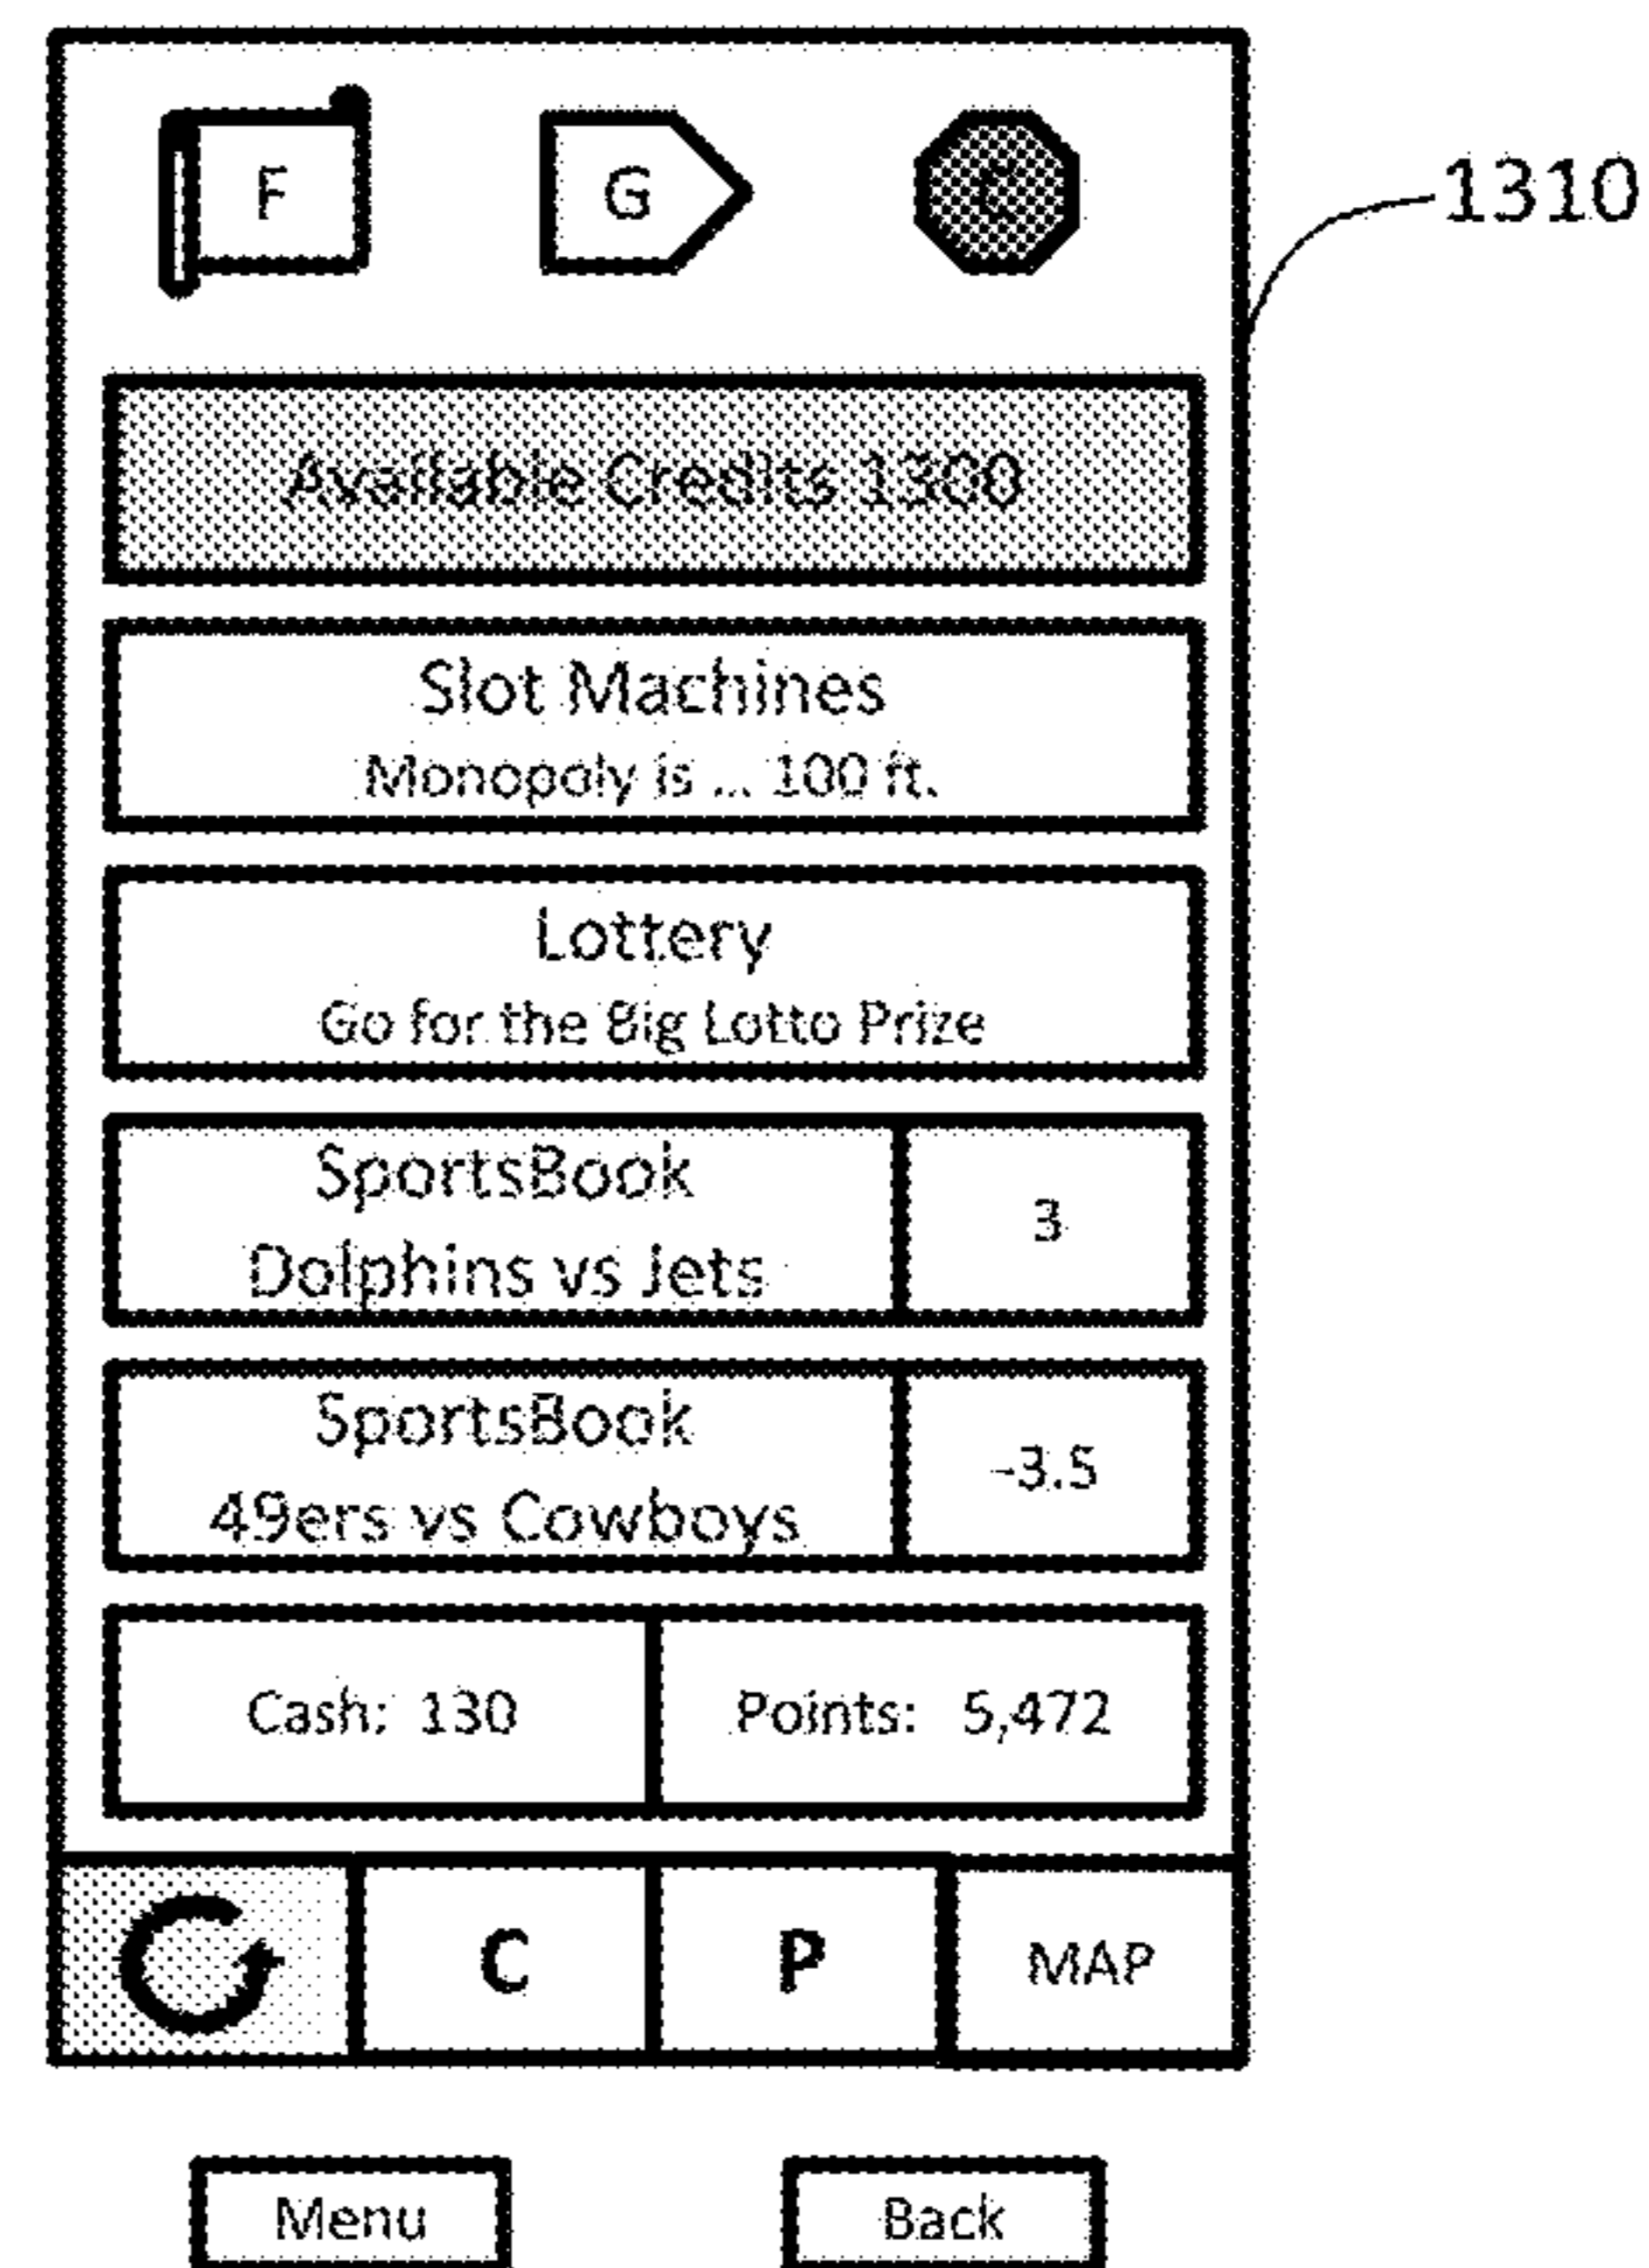 F
G
1310
Available Credits 1300
Slot Machines
Monopoly is ... 100 ft.
Lottery
Go for the Big Lotto Prize
SportsBook
Dolphins vs Jets
3
SportsBook
49ers vs Cowboys
-3.5
Cash: 130
Points: 5,472
C
P
MAP
Menu
Back